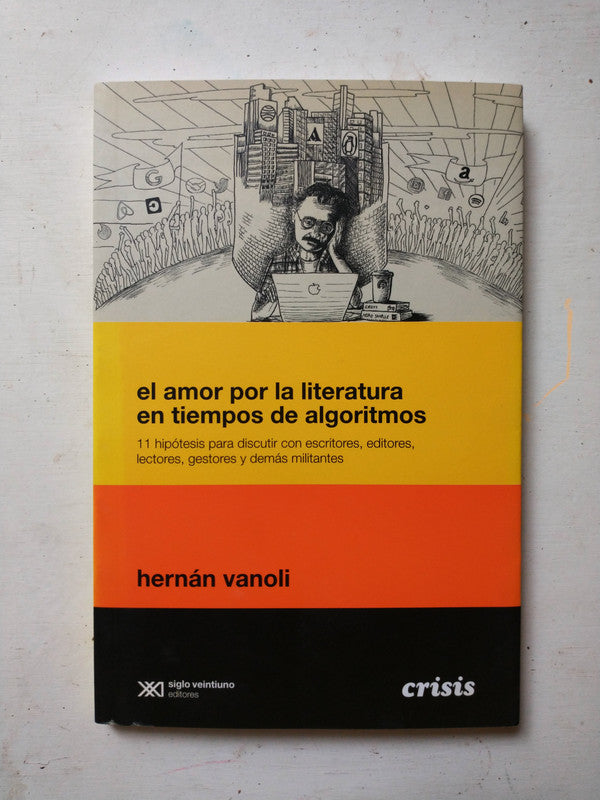 G
A
a
el amor por la literatura
en tiempos de algoritmos
11 hipótesis para discutir con escritores, editores,
lectores, gestores y demás militantes
hernán vanoli
siglo veintiuno
editores
crisis